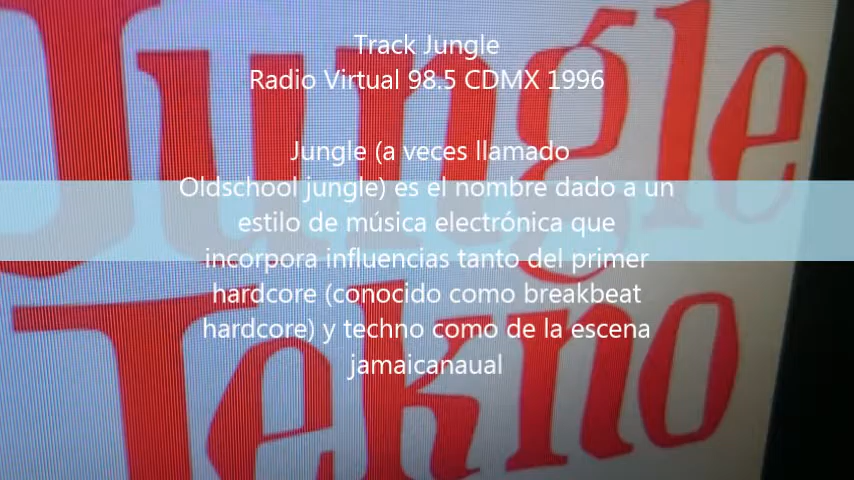 Track Jungle
Radio Virtual 98.5 CDMX 1996
Jungle (a veces llamado
Oldschool jungle) es el nombre dado a un
estilo de música electrónica que
incorpora influencias tanto del primer
hardcore (conocido como breakbeat
hardcore) y techno como de la escena
jamaicanaual
Jungle
Tekno